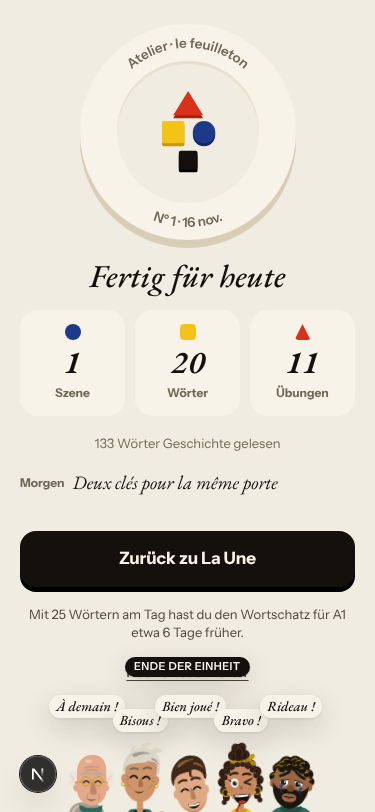 Atelier · le feuilleton
Nº 1 · 16 nov.
Fertig für heute
1
Szene
20
Wörter
11
Übungen
133 Wörter Geschichte gelesen
Morgen Deux clés pour la même porte
Zurück zu La Une
Mit 25 Wörtern am Tag hast du den Wortschatz für A1
etwa 6 Tage früher.
ENDE DER EINHEIT
À demain !
Bisous !
Bien joué !
Bravo !
Rideau !
N